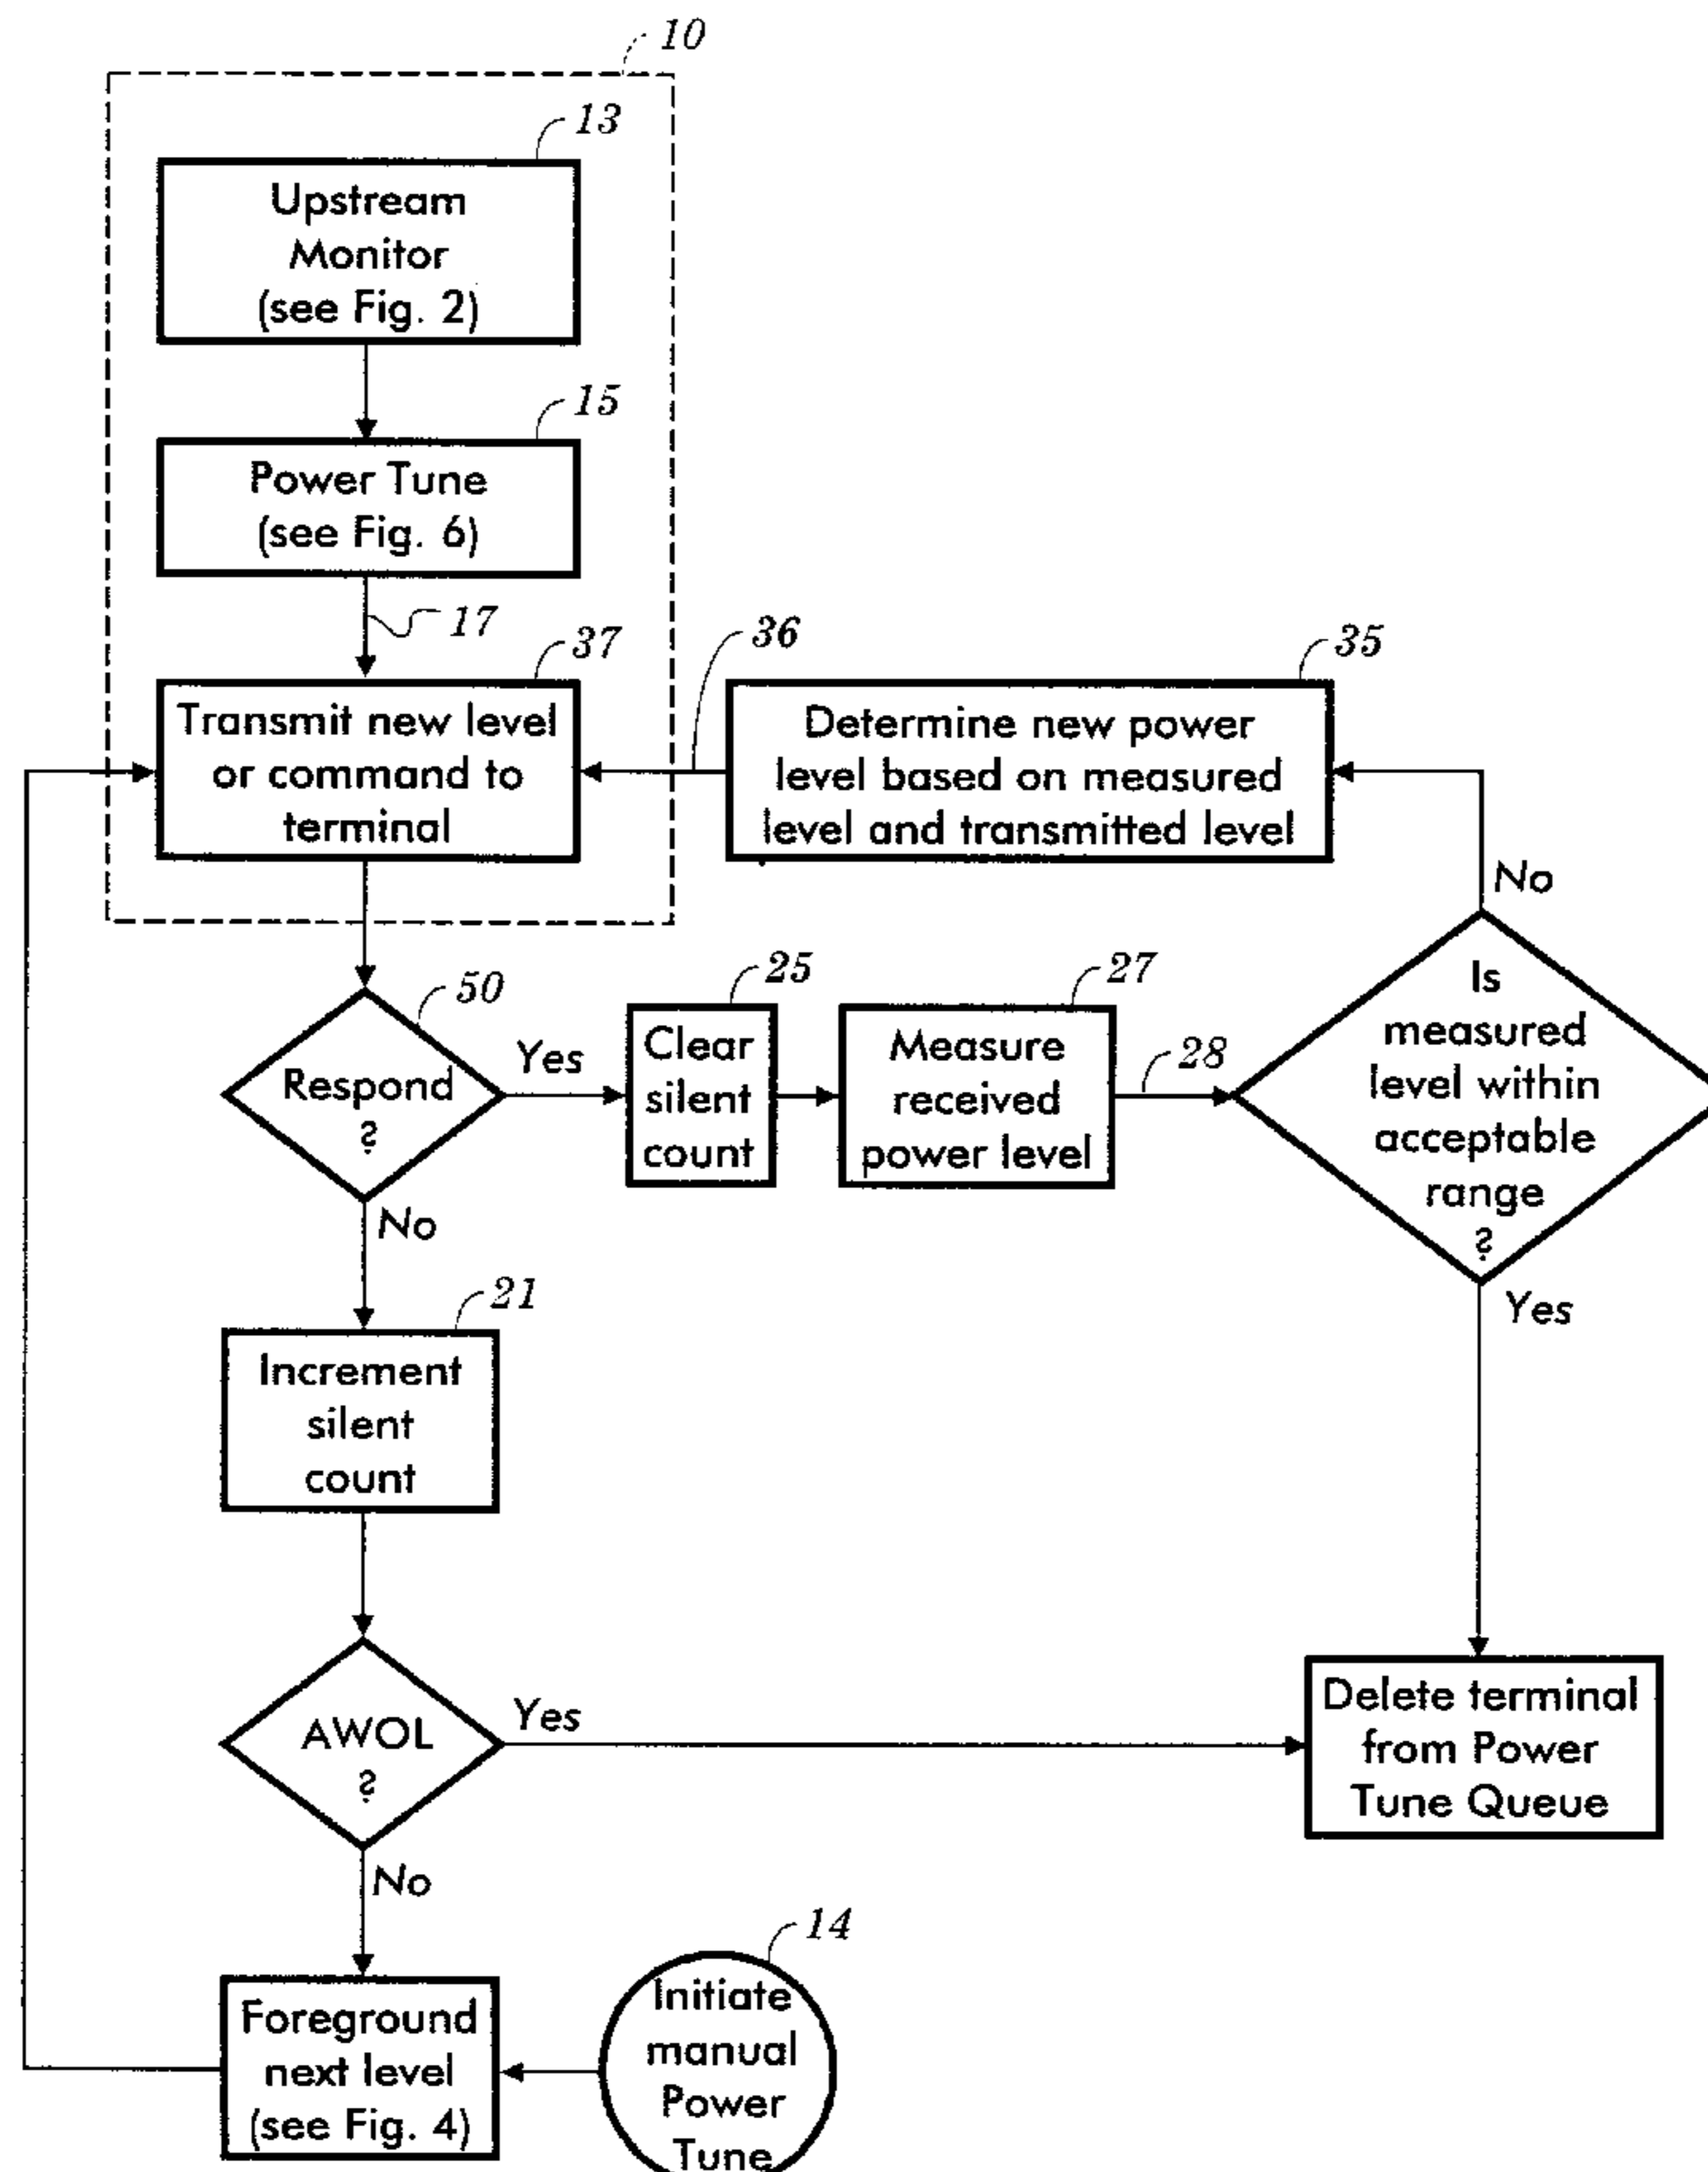 10
13
Upstream
Monitor
(see Fig. 2)
15
Power Tune
(see Fig. 6)
17
37
Transmit new level
or command to
terminal
36
35
Determine new power
level based on measured
level and transmitted level
No
50
Respond
?
Yes
25
Clear
silent
count
27
Measure
received
power level
28
Is
measured
level within
acceptable
range
?
Yes
No
21
Increment
silent
count
AWOL
?
Yes
Delete terminal
from Power
Tune Queue
No
Foreground
next level
(see Fig. 4)
14
Initiate
manual
Power
Tune